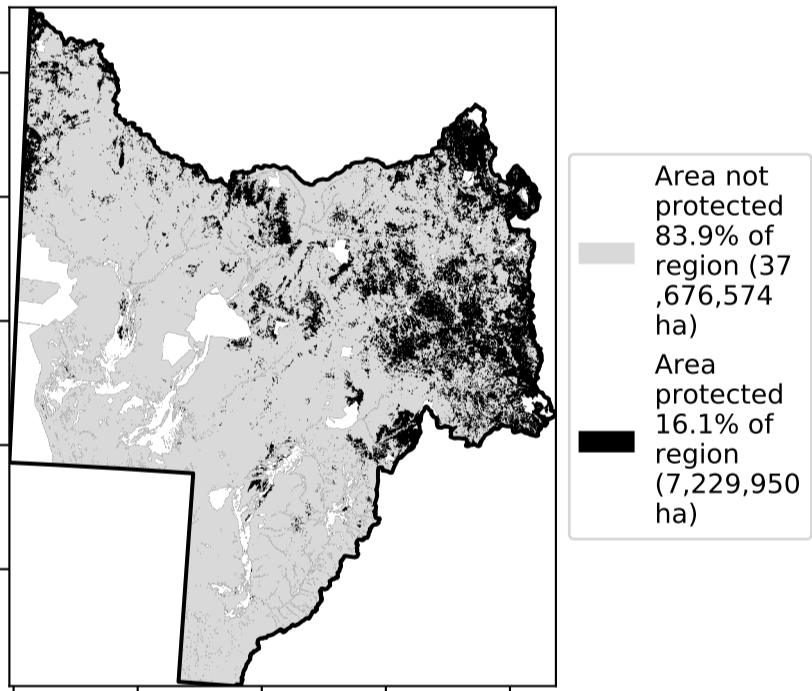 Area not
protected
83.9% of
region (37
,676,574
ha)
Area
protected
16.1% of
region
(7,229,950
ha)